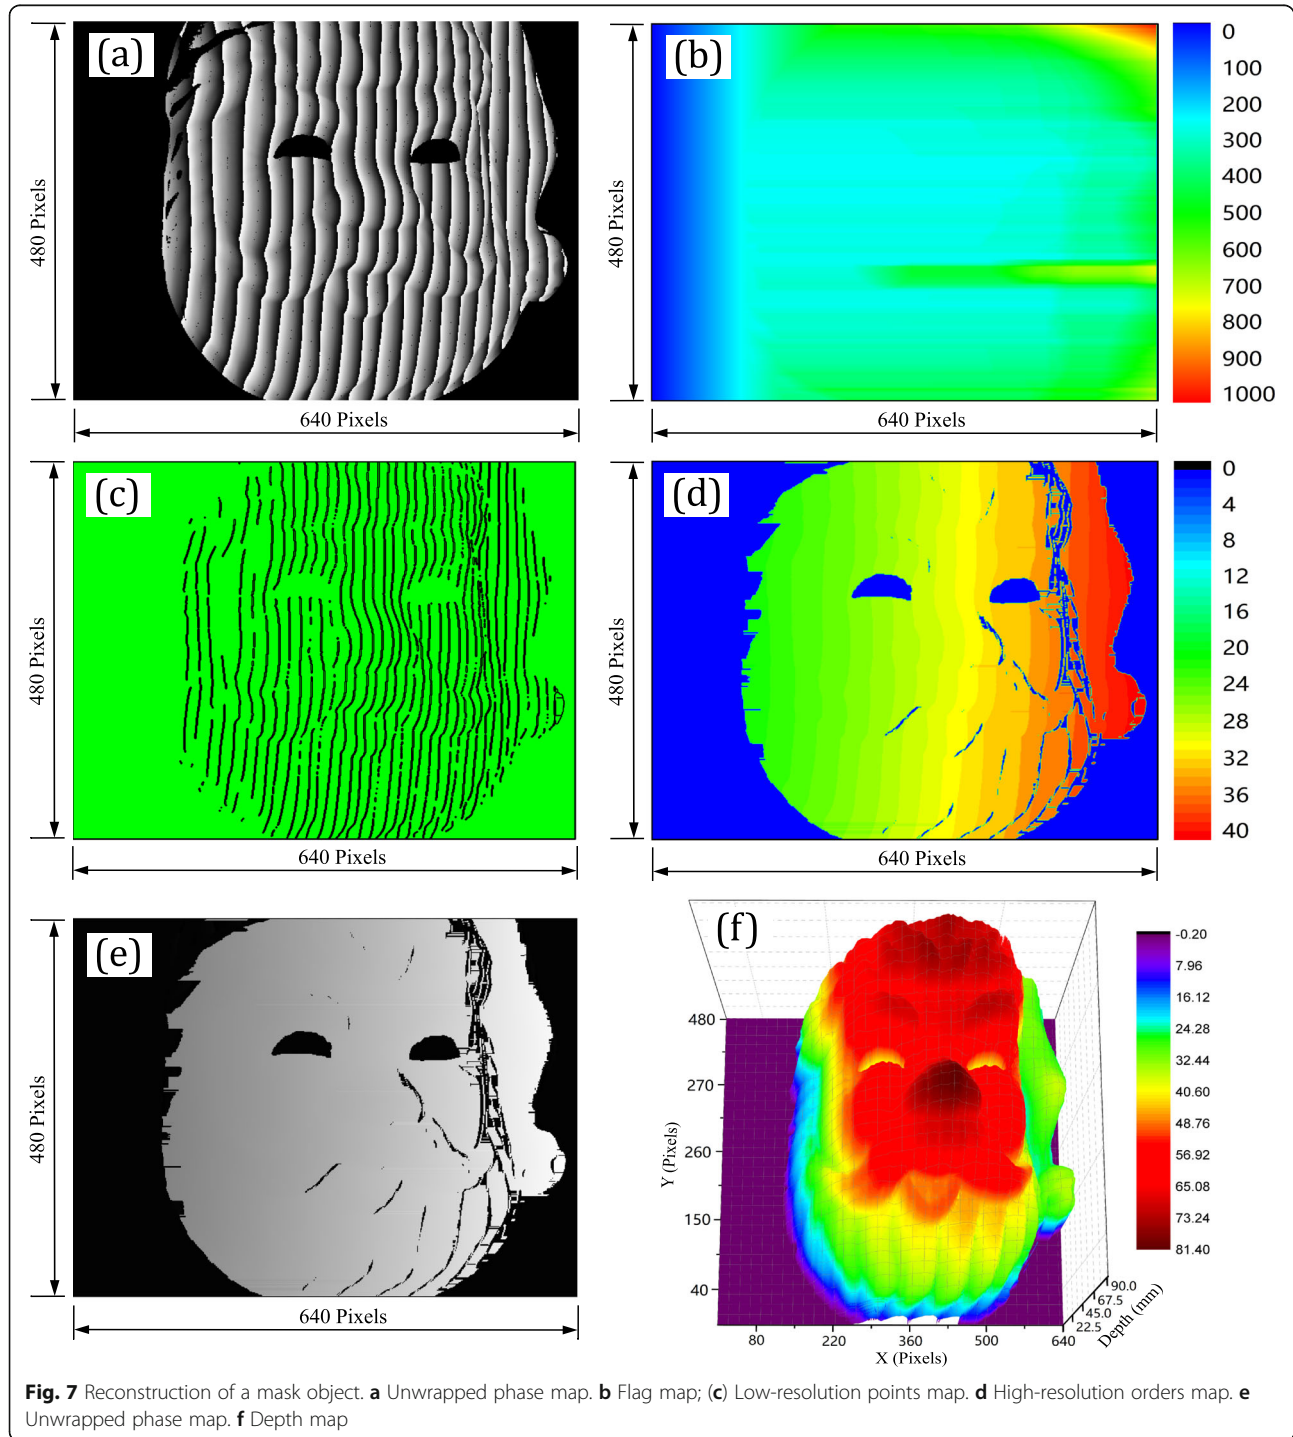 (a)
480 Pixels
640 Pixels
(b)
480 Pixels
640 Pixels
0
100
200
300
400
500
600
700
800
900
1000
(c)
480 Pixels
640 Pixels
(d)
480 Pixels
640 Pixels
0
4
8
12
16
20
24
28
32
36
40
(e)
480 Pixels
640 Pixels
(f)
480
270
260
150
40
Y (Pixels)
80
220
360
500
640
X (Pixels)
22.5
45.0
67.5
90.0
Depth (mm)
-0.20
7.96
16.12
24.28
32.44
40.60
48.76
56.92
65.08
73.24
81.40
Fig. 7 Reconstruction of a mask object. a Unwrapped phase map. b Flag map; (c) Low-resolution points map. d High-resolution orders map. e
Unwrapped phase map. f Depth map